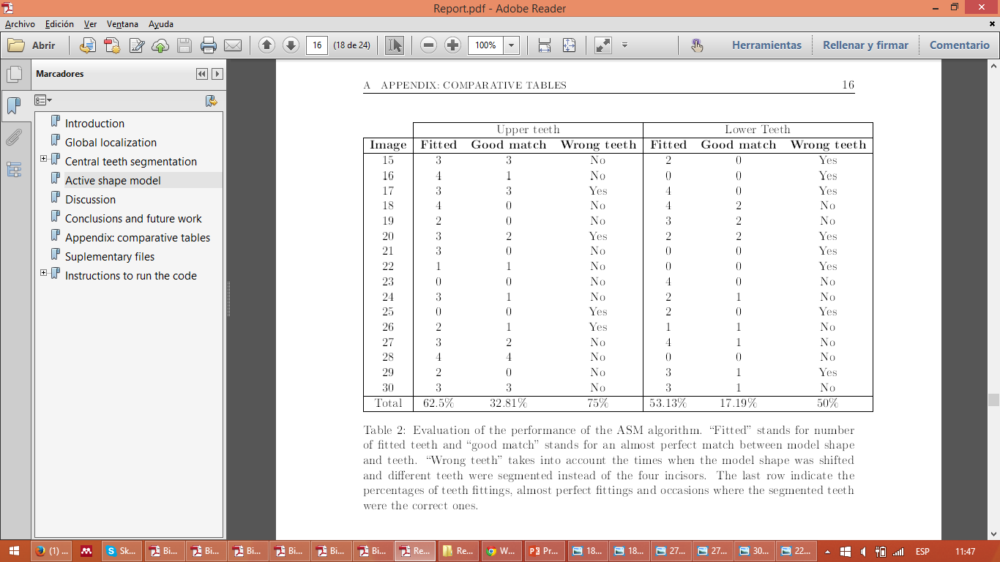 Report.pdf - Adobe Reader
Archivo Edición Ver Ventana Ayuda
Abrir 16 (18 de 24) 100% Herramientas Rellenar y firmar Comentario
Marcadores
Introduction
Global localization
Central teeth segmentation
Active shape model
Discussion
Conclusions and future work
Appendix: comparative tables
Suplementary files
Instructions to run the code
A APPENDIX: COMPARATIVE TABLES 16
Upper teeth Lower Teeth
Image Fitted Good match Wrong teeth Fitted Good match Wrong teeth
15 3 3 No 2 0 Yes
16 4 1 No 0 0 Yes
17 3 3 Yes 4 0 Yes
18 4 0 No 4 2 No
19 2 0 No 3 2 No
20 3 2 Yes 2 2 Yes
21 3 0 No 0 0 Yes
22 1 1 No 0 0 Yes
23 0 0 No 4 0 No
24 3 1 No 2 1 No
25 0 0 Yes 2 0 Yes
26 2 1 Yes 1 1 No
27 3 2 No 4 1 No
28 4 4 No 0 0 No
29 2 0 No 3 1 Yes
30 3 3 No 3 1 No
Total 62.5% 32.81% 75% 53.13% 17.19% 50%
Table 2: Evaluation of the performance of the ASM algorithm. “Fitted” stands for number
of fitted teeth and “good match” stands for an almost perfect match between model shape
and teeth. “Wrong teeth” takes into account the times when the model shape was shifted
and different teeth were segmented instead of the four incisors. The last row indicate the
percentages of teeth fittings, almost perfect fittings and occasions where the segmented teeth
were the correct ones.
(1) ... Sk... Bi... Bi... Bi... Bi... Bi... Bi... Re... Re... W... Pr... 18... 18... 27... 27... 30... 22... ESP 11:47